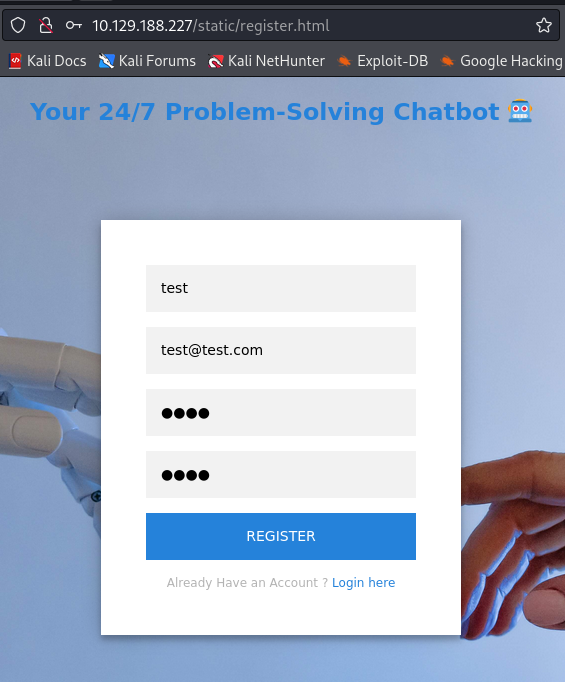 10.129.188.227/static/register.html
Kali Docs Kali Forums Kali NetHunter Exploit-DB Google Hacking
Your 24/7 Problem-Solving Chatbot 🤖
test
test@test.com
●●●●
●●●●
REGISTER
Already Have an Account ? Login here